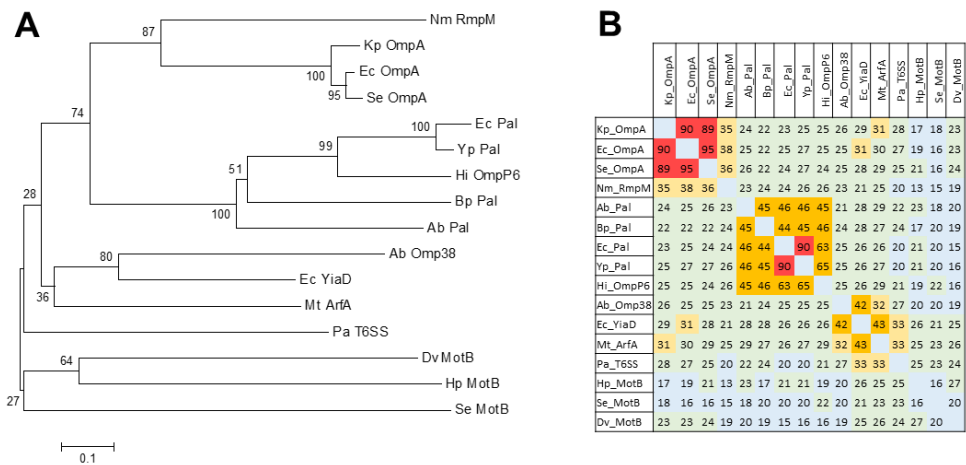 A
Nm RmpM
87
Kp OmpA
100
Ec OmpA
95
Se OmpA
74
Ec Pal
100
Yp Pal
99
Hi OmpP6
51
28
Bp Pal
100
Ab Pal
Ab Omp38
80
Ec YiaD
36
Mt ArfA
Pa T6SS
Dv MotB
64
Hp MotB
27
Se MotB
0.1
B
Kp_OmpA Ec_OmpA Se_OmpA Nm_RmpM Ab_Pal Bp_Pal Ec_Pal Yp_Pal Hi_OmpP6 Ab_Omp38 Ec_YiaD Mt_ArfA Pa_T6SS Hp_MotB Se_MotB Dv_MotB
Kp_OmpA 90 89 35 24 22 23 25 25 26 29 31 28 17 18 23
Ec_OmpA 90 95 38 25 22 25 27 24 25 31 30 27 19 16 23
Se_OmpA 89 95 36 26 22 24 27 24 25 28 29 25 21 16 24
Nm_RmpM 35 38 36 23 24 24 26 26 23 21 25 20 13 15 19
Ab_Pal 24 25 26 23 45 46 46 45 21 28 29 22 23 18 20
Bp_Pal 22 22 22 24 45 44 45 46 24 28 27 24 17 20 19
Ec_Pal 23 25 24 24 46 44 90 63 25 26 26 20 21 20 15
Yp_Pal 25 27 27 26 46 45 90 65 25 26 27 20 21 20 16
Hi_OmpP6 25 24 24 26 45 46 63 65 25 26 29 21 19 22 16
Ab_Omp38 26 25 25 23 21 24 25 25 25 42 32 27 20 20 19
Ec_YiaD 29 31 28 21 28 28 26 26 26 42 43 33 26 21 25
Mt_ArfA 31 30 29 25 29 27 26 27 29 32 43 33 25 23 26
Pa_T6SS 28 27 25 20 22 24 20 20 21 27 33 33 25 25 24
Hp_MotB 17 19 21 13 23 17 21 21 19 20 26 25 25 16 27
Se_MotB 18 16 16 15 18 20 20 20 22 20 21 23 25 16 20
Dv_MotB 23 23 24 19 20 19 15 16 16 19 25 26 24 27 20